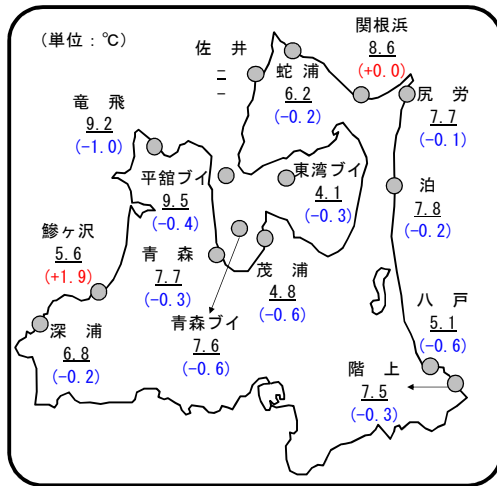 (単位：℃)
関根浜
8.6
(+0.0)
佐 井
－
－
蛇 浦
6.2
(-0.2)
尻 労
7.7
(-0.1)
竜 飛
9.2
(-1.0)
平舘ブイ
9.5
(-0.4)
東湾ブイ
4.1
(-0.3)
泊
7.8
(-0.2)
鰺ヶ沢
5.6
(+1.9)
青 森
7.7
(-0.3)
茂 浦
4.8
(-0.6)
青森ブイ
7.6
(-0.6)
深 浦
6.8
(-0.2)
八 戸
5.1
(-0.6)
階 上
7.5
(-0.3)